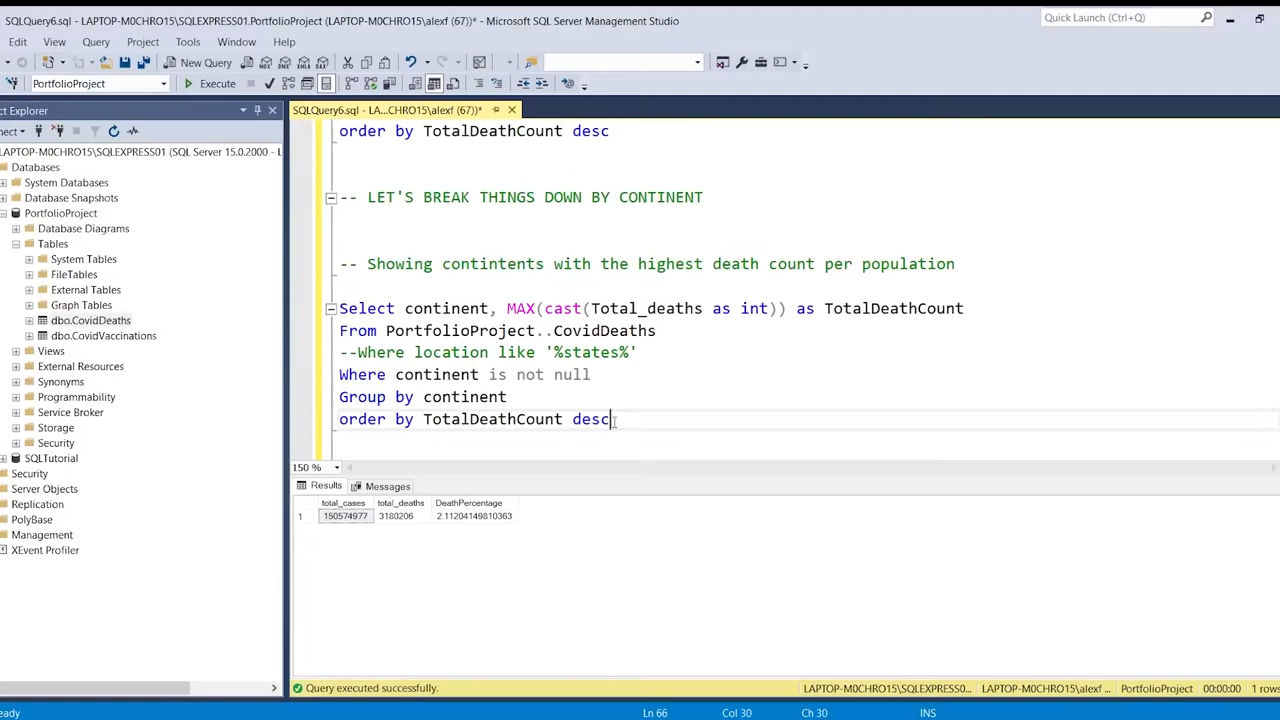 SQLQuery6.sql - LAPTOP-M0CHRO15\SQLEXPRESS01.PortfolioProject (LAPTOP-M0CHRO15\alexf (67))* - Microsoft SQL Server Management Studio
Quick Launch (Ctrl+Q)
Edit View Query Project Tools Window Help
New Query
PortfolioProject
Execute
ct Explorer
SQLQuery6.sql - LA...CHRO15\alexf (67))*
nect
LAPTOP-M0CHRO15\SQLEXPRESS01 (SQL Server 15.0.2000 - L
Databases
System Databases
Database Snapshots
PortfolioProject
Database Diagrams
Tables
System Tables
FileTables
External Tables
Graph Tables
dbo.CovidDeaths
dbo.CovidVaccinations
Views
External Resources
Synonyms
Programmability
Service Broker
Storage
Security
SQLTutorial
Security
Server Objects
Replication
PolyBase
Management
XEvent Profiler
order by TotalDeathCount desc
-- LET'S BREAK THINGS DOWN BY CONTINENT
-- Showing contintents with the highest death count per population
Select continent, MAX(cast(Total_deaths as int)) as TotalDeathCount
From PortfolioProject..CovidDeaths
--Where location like '%states%'
Where continent is not null
Group by continent
order by TotalDeathCount desc
150 %
Results Messages
total_cases total_deaths DeathPercentage
1 150574977 3180206 2.11204149810363
Query executed successfully.
LAPTOP-M0CHRO15\SQLEXPRESS0... LAPTOP-M0CHRO15\alexf ... PortfolioProject 00:00:00 1 rows
eady
Ln 66 Col 30 Ch 30 INS